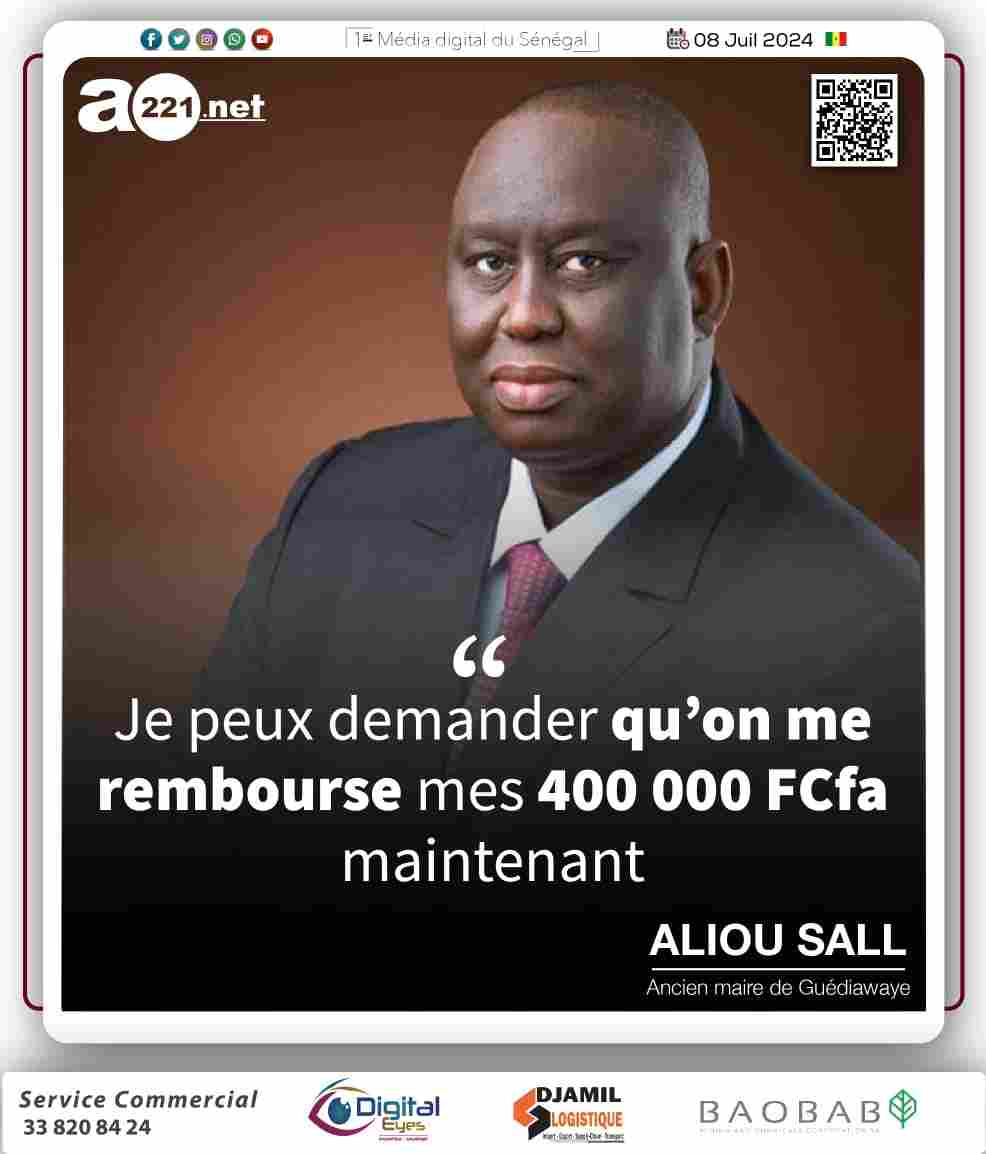 1er Média digital du Sénégal
08 Juil 2024
a221.net
“
Je peux demander qu’on me
rembourse mes 400 000 FCfa
maintenant
ALIOU SALL
Ancien maire de Guédiawaye
Service Commercial
33 820 84 24
Digital
Eyes
DJAMIL
LOGISTIQUE
BAOBAB